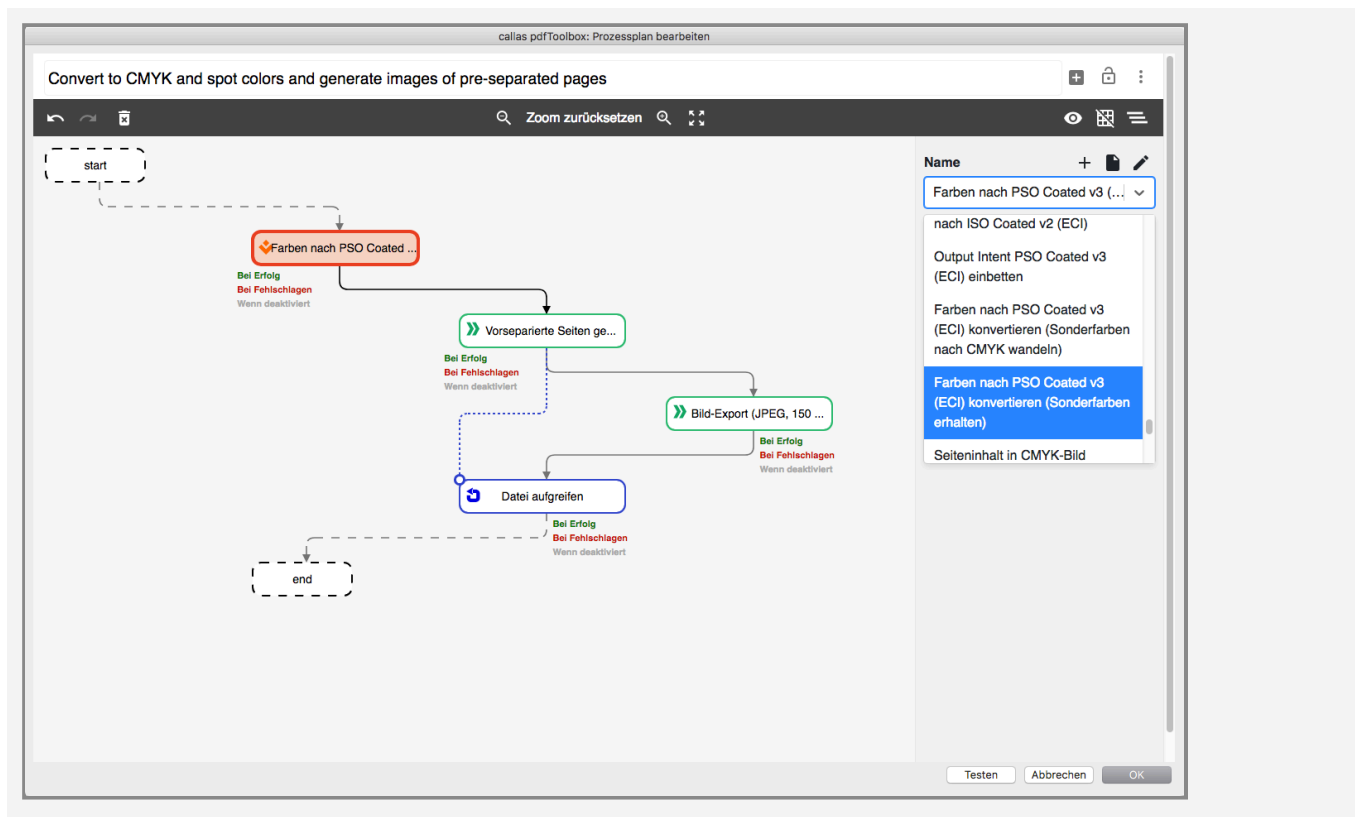 callas pdfToolbox: Prozessplan bearbeiten
Convert to CMYK and spot colors and generate images of pre-separated pages
Zoom zurücksetzen
start
Farben nach PSO Coated ...
Bei Erfolg
Bei Fehlschlagen
Wenn deaktiviert
Vorseparierte Seiten ge...
Bei Erfolg
Bei Fehlschlagen
Wenn deaktiviert
Bild-Export (JPEG, 150 ...
Bei Erfolg
Bei Fehlschlagen
Wenn deaktiviert
Datei aufgreifen
Bei Erfolg
Bei Fehlschlagen
Wenn deaktiviert
end
Name
Farben nach PSO Coated v3 (...
nach ISO Coated v2 (ECI)
Output Intent PSO Coated v3
(ECI) einbetten
Farben nach PSO Coated v3
(ECI) konvertieren (Sonderfarben
nach CMYK wandeln)
Farben nach PSO Coated v3
(ECI) konvertieren (Sonderfarben
erhalten)
Seiteninhalt in CMYK-Bild
Testen
Abbrechen
OK